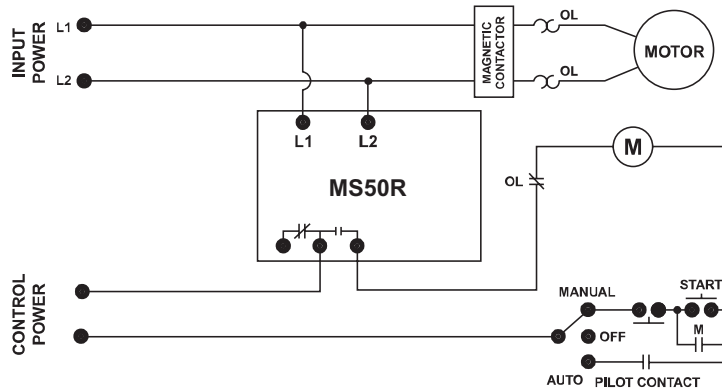 INPUT
POWER
L1
L2
MAGNETIC
CONTACTOR
OL
OL
MOTOR
L1
L2
MS50R
OL
M
CONTROL
POWER
MANUAL
OFF
AUTO
START
M
PILOT CONTACT